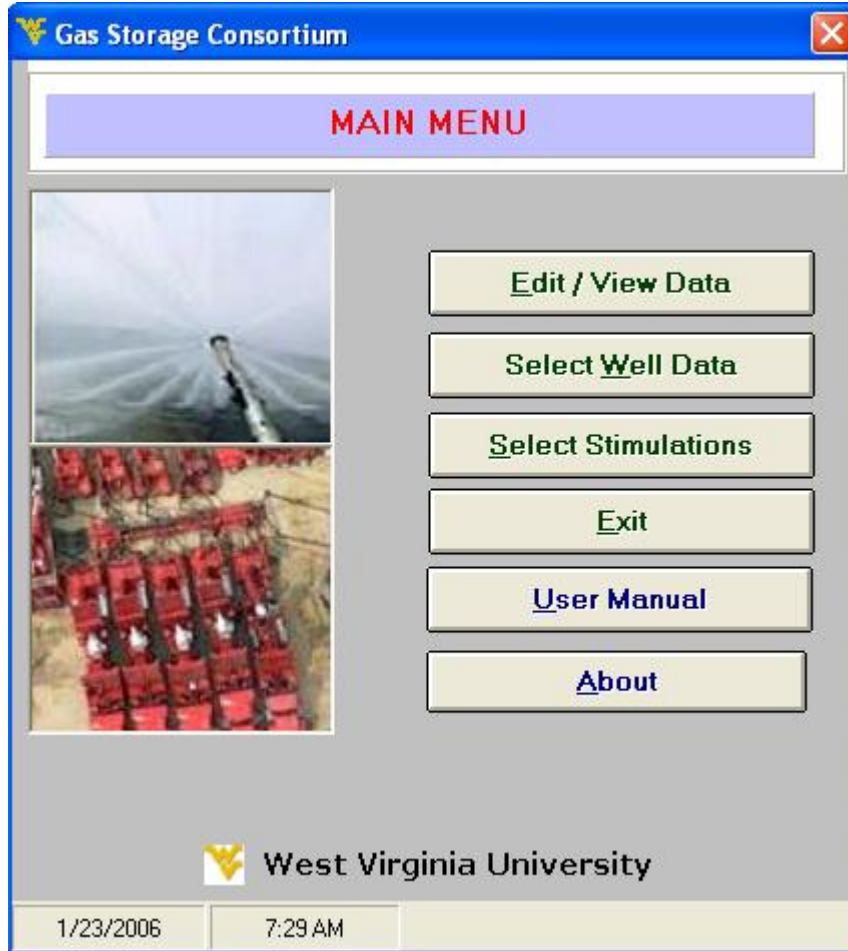 Gas Storage Consortium
MAIN MENU
Edit / View Data
Select Well Data
Select Stimulations
Exit
User Manual
About
West Virginia University
1/23/2006 7:29 AM